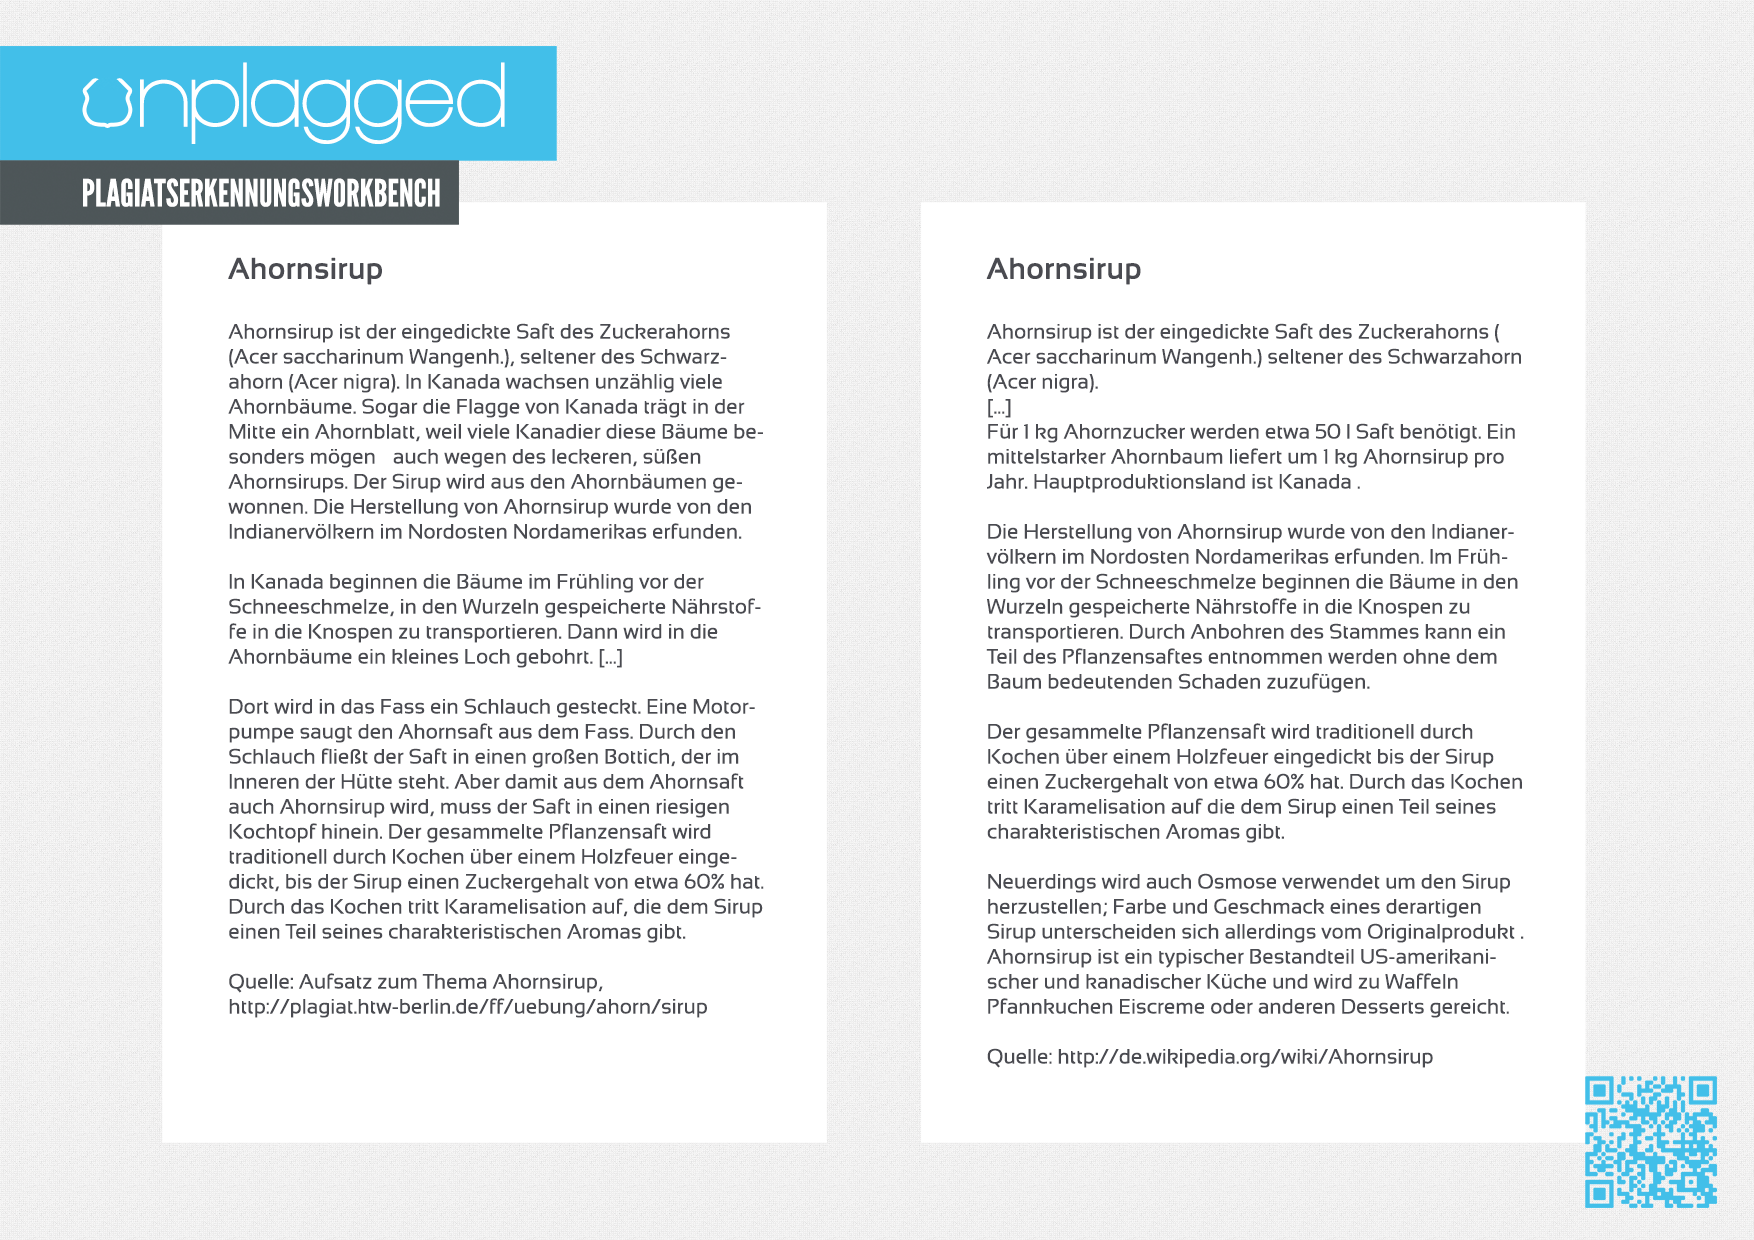 unplagged
PLAGIATSERKENNUNGSWORKBENCH
Ahornsirup
Ahornsirup ist der eingedickte Saft des Zuckerahorns
(Acer saccharinum Wangenh.), seltener des Schwarz-
ahorn (Acer nigra). In Kanada wachsen unzählig viele
Ahornbäume. Sogar die Flagge von Kanada trägt in der
Mitte ein Ahornblatt, weil viele Kanadier diese Bäume be-
sonders mögen   auch wegen des leckeren, süßen
Ahornsirups. Der Sirup wird aus den Ahornbäumen ge-
wonnen. Die Herstellung von Ahornsirup wurde von den
Indianervölkern im Nordosten Nordamerikas erfunden.
In Kanada beginnen die Bäume im Frühling vor der
Schneeschmelze, in den Wurzeln gespeicherte Nährstof-
fe in die Knospen zu transportieren. Dann wird in die
Ahornbäume ein kleines Loch gebohrt. [...]
Dort wird in das Fass ein Schlauch gesteckt. Eine Motor-
pumpe saugt den Ahornsaft aus dem Fass. Durch den
Schlauch fließt der Saft in einen großen Bottich, der im
Inneren der Hütte steht. Aber damit aus dem Ahornsaft
auch Ahornsirup wird, muss der Saft in einen riesigen
Kochtopf hinein. Der gesammelte Pflanzensaft wird
traditionell durch Kochen über einem Holzfeuer einge-
dickt, bis der Sirup einen Zuckergehalt von etwa 60% hat.
Durch das Kochen tritt Karamelisation auf, die dem Sirup
einen Teil seines charakteristischen Aromas gibt.
Quelle: Aufsatz zum Thema Ahornsirup,
http://plagiat.htw-berlin.de/ff/uebung/ahorn/sirup
Ahornsirup
Ahornsirup ist der eingedickte Saft des Zuckerahorns (
Acer saccharinum Wangenh.) seltener des Schwarzahorn
(Acer nigra).
[...]
Für 1 kg Ahornzucker werden etwa 50 l Saft benötigt. Ein
mittelstarker Ahornbaum liefert um 1 kg Ahornsirup pro
Jahr. Hauptproduktionsland ist Kanada .
Die Herstellung von Ahornsirup wurde von den Indianer-
völkern im Nordosten Nordamerikas erfunden. Im Früh-
ling vor der Schneeschmelze beginnen die Bäume in den
Wurzeln gespeicherte Nährstoffe in die Knospen zu
transportieren. Durch Anbohren des Stammes kann ein
Teil des Pflanzensaftes entnommen werden ohne dem
Baum bedeutenden Schaden zuzufügen.
Der gesammelte Pflanzensaft wird traditionell durch
Kochen über einem Holzfeuer eingedickt bis der Sirup
einen Zuckergehalt von etwa 60% hat. Durch das Kochen
tritt Karamelisation auf die dem Sirup einen Teil seines
charakteristischen Aromas gibt.
Neuerdings wird auch Osmose verwendet um den Sirup
herzustellen; Farbe und Geschmack eines derartigen
Sirup unterscheiden sich allerdings vom Originalprodukt .
Ahornsirup ist ein typischer Bestandteil US-amerikani-
scher und kanadischer Küche und wird zu Waffeln
Pfannkuchen Eiscreme oder anderen Desserts gereicht.
Quelle: http://de.wikipedia.org/wiki/Ahornsirup